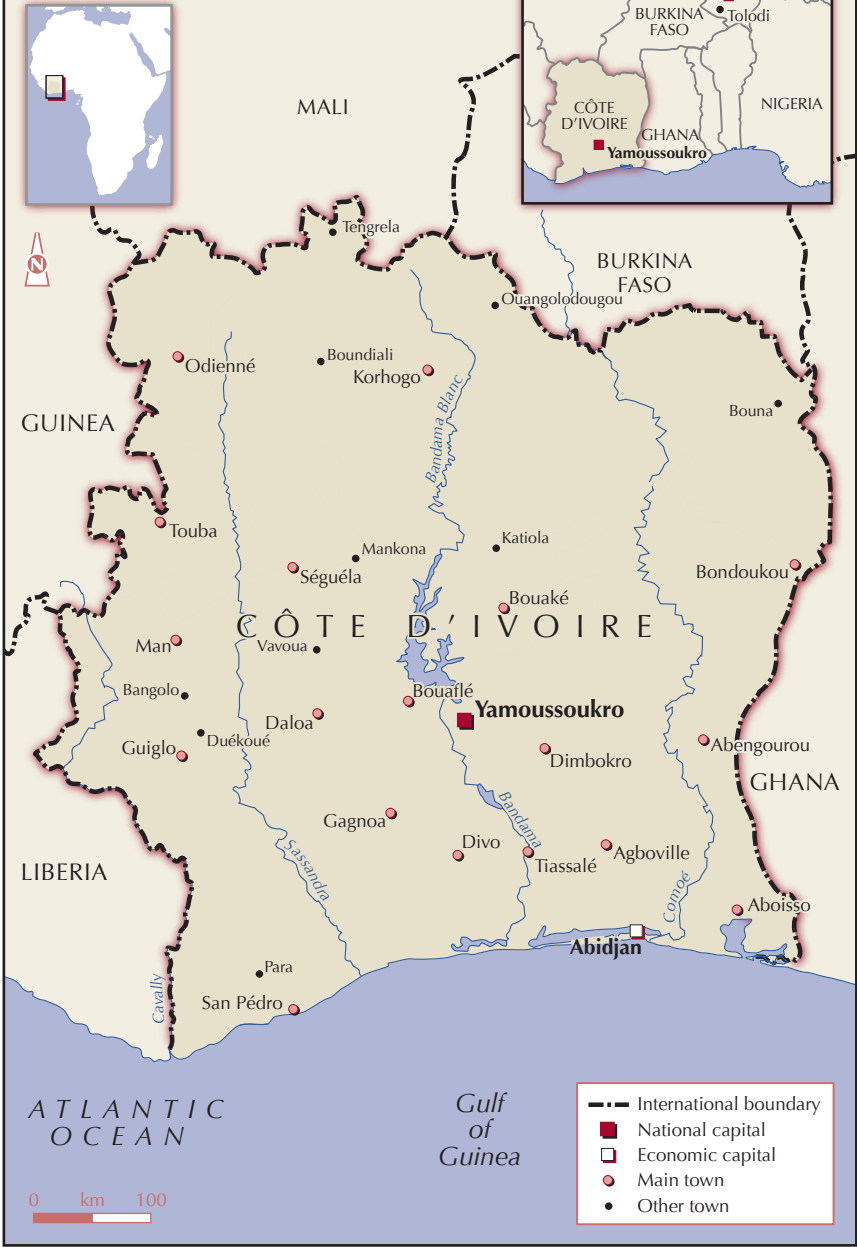 BURKINA
FASO
Tolodi
NIGERIA
CÔTE
D'IVOIRE
GHANA
Yamoussoukro
MALI
N
Tengrela
BURKINA
FASO
Ouangolodougou
Odienné
Boundiali
Korhogo
Bandama Blanc
Bouna
GUINEA
Touba
Mankona
Katiola
Séguéla
Bondoukou
Bouaké
CÔTE D'IVOIRE
Man
Vavoua
Bangolo
Bouaflé
Yamoussoukro
Daloa
Duékoué
Guiglo
Dimbokro
Abengourou
GHANA
Gagnoa
Bandama
Divo
Tiassalé
Agboville
Sassandra
LIBERIA
Comoé
Aboisso
Abidjan
Para
Cavally
San Pédro
ATLANTIC
OCEAN
Gulf
of
Guinea
0 km 100
International boundary
National capital
Economic capital
Main town
Other town